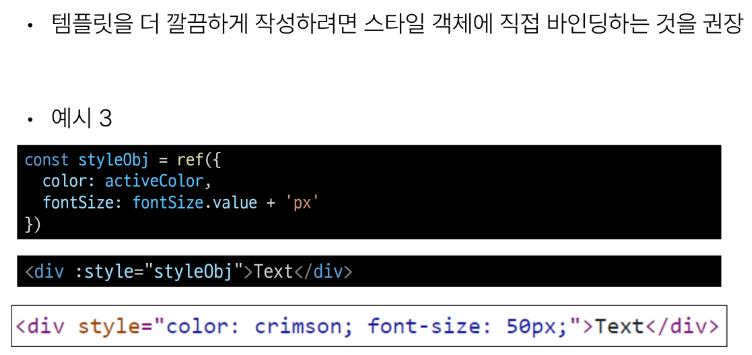 • 템플릿을 더 깔끔하게 작성하려면 스타일 객체에 직접 바인딩하는 것을 권장
• 예시 3
const styleObj = ref({
  color: activeColor,
  fontSize: fontSize.value + 'px'
})
<div :style="styleObj">Text</div>
<div style="color: crimson; font-size: 50px;">Text</div>